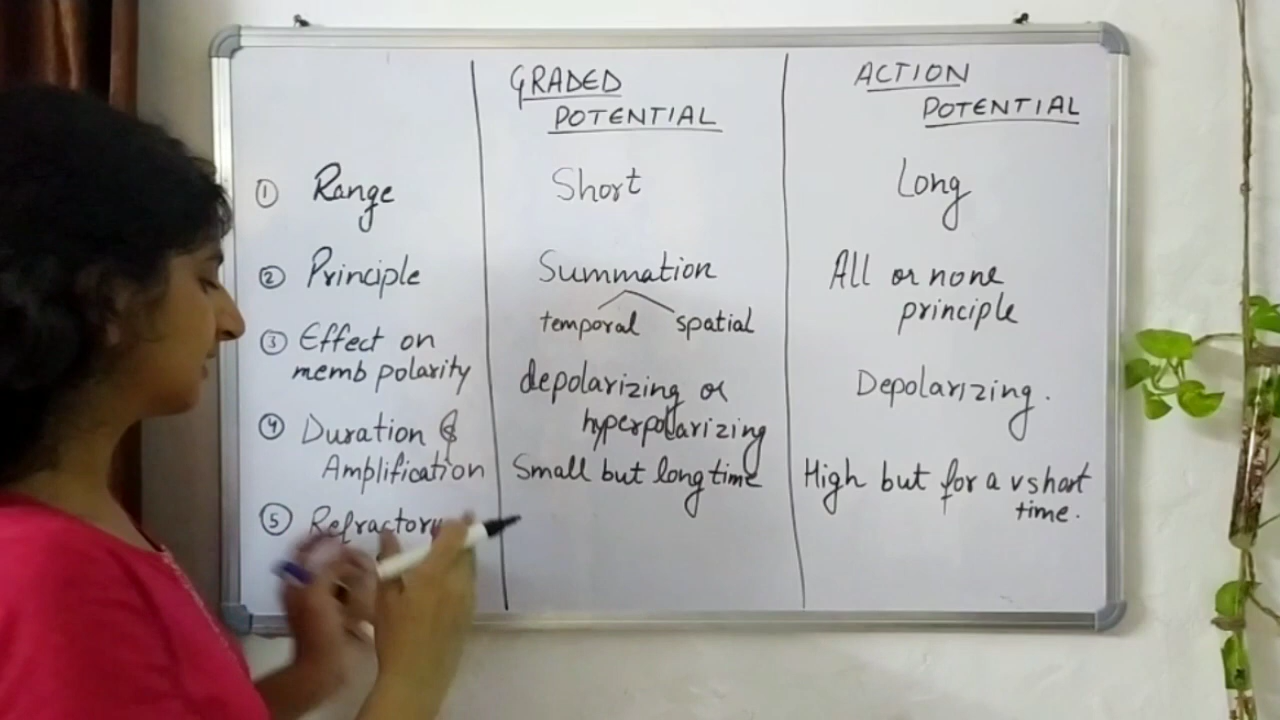 GRADED POTENTIAL
ACTION POTENTIAL
① Range
Short
Long
② Principle
Summation
temporal spatial
All or none
principle
③ Effect on
memb polarity
depolarizing or
hyperpolarizing
Depolarizing.
④ Duration &
Amplification
Small but long time
High but for a v short
time.
⑤ Refractory